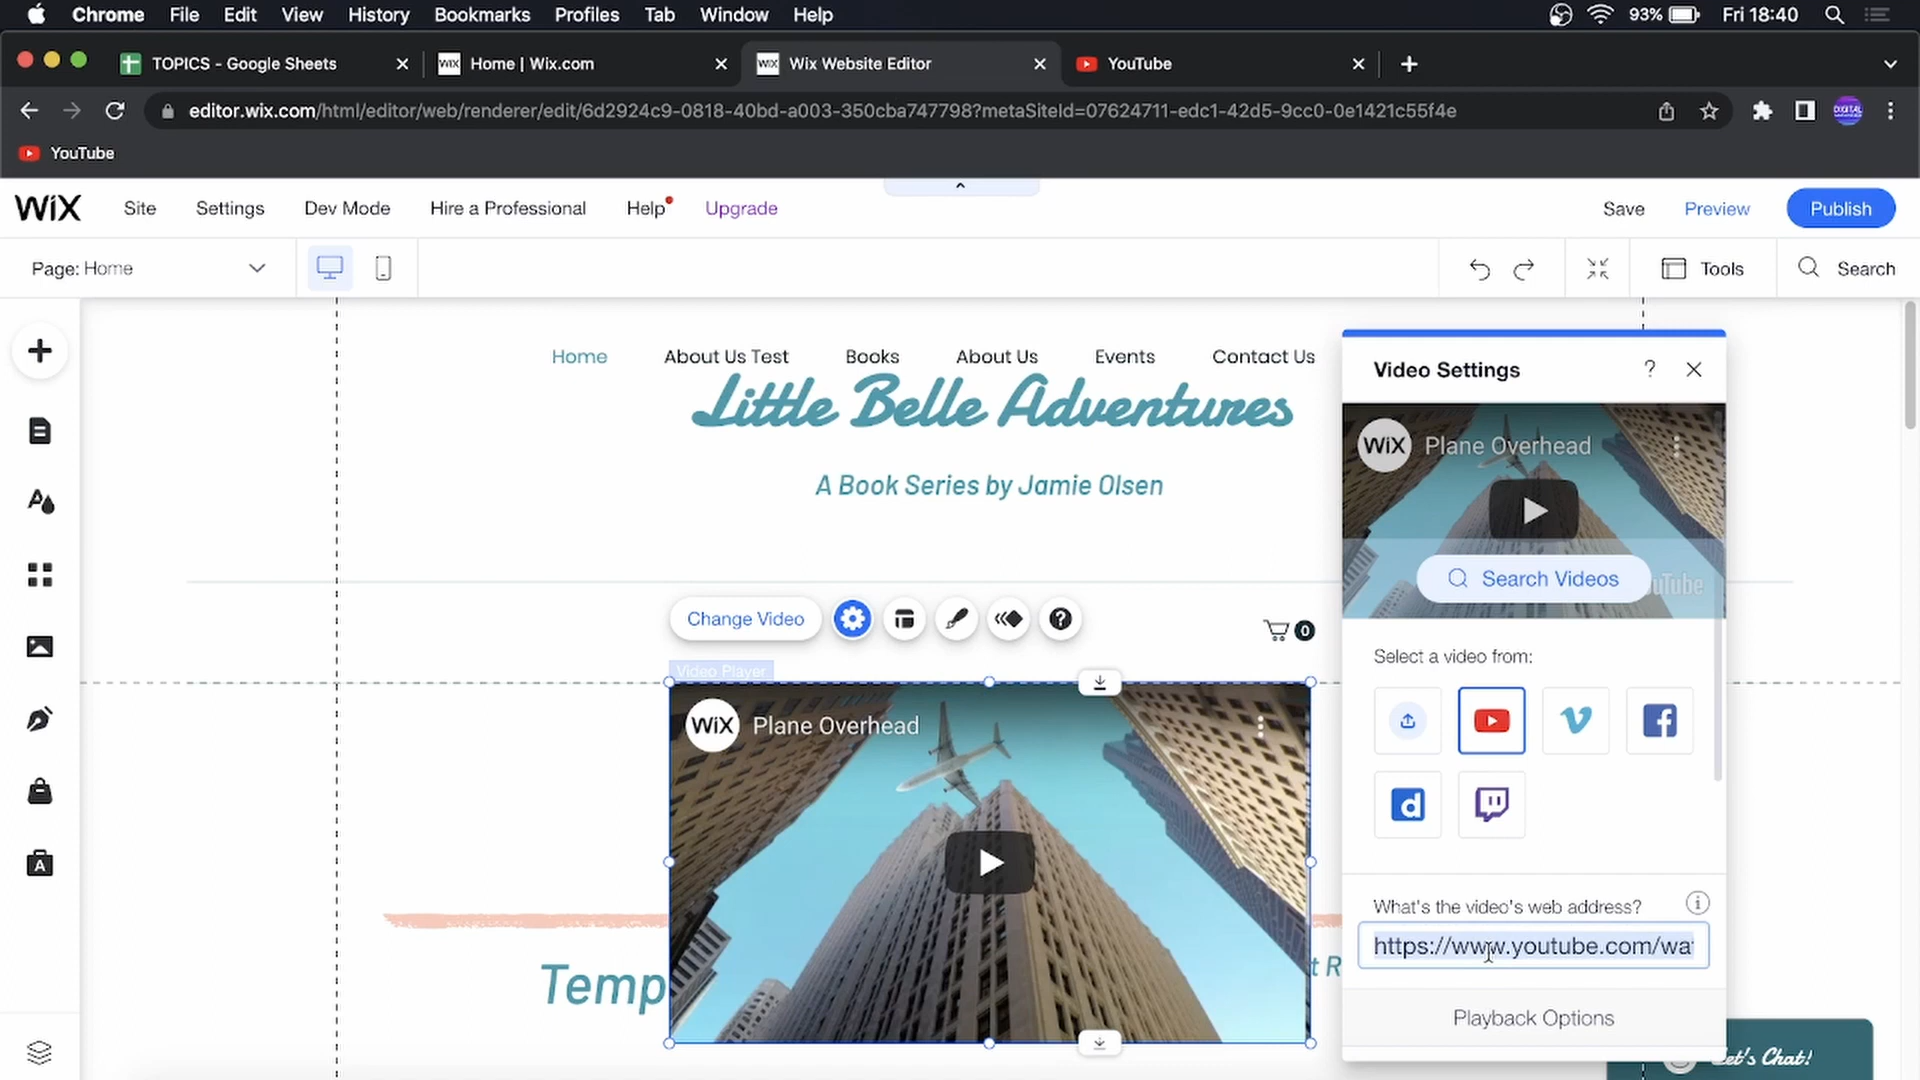 Chrome File Edit View History Bookmarks Profiles Tab Window Help 93% Fri 18:40
TOPICS - Google Sheets WiX Home | Wix.com WiX Wix Website Editor YouTube
editor.wix.com/html/editor/web/renderer/edit/6d2924c9-0818-40bd-a003-350cba747798?metaSiteId=07624711-edc1-42d5-9cc0-0e1421c55f4e
YouTube
WiX Site Settings Dev Mode Hire a Professional Help Upgrade Save Preview Publish
Page: Home Tools Search
Home About Us Test Books About Us Events Contact Us
Little Belle Adventures
A Book Series by Jamie Olsen
Change Video
0
Video Player
WiX Plane Overhead
Temp
t R
Video Settings ?
WiX Plane Overhead
Search Videos
uTube
Select a video from:
What's the video's web address?
https://www.youtube.com/wa
Playback Options
Let's Chat!